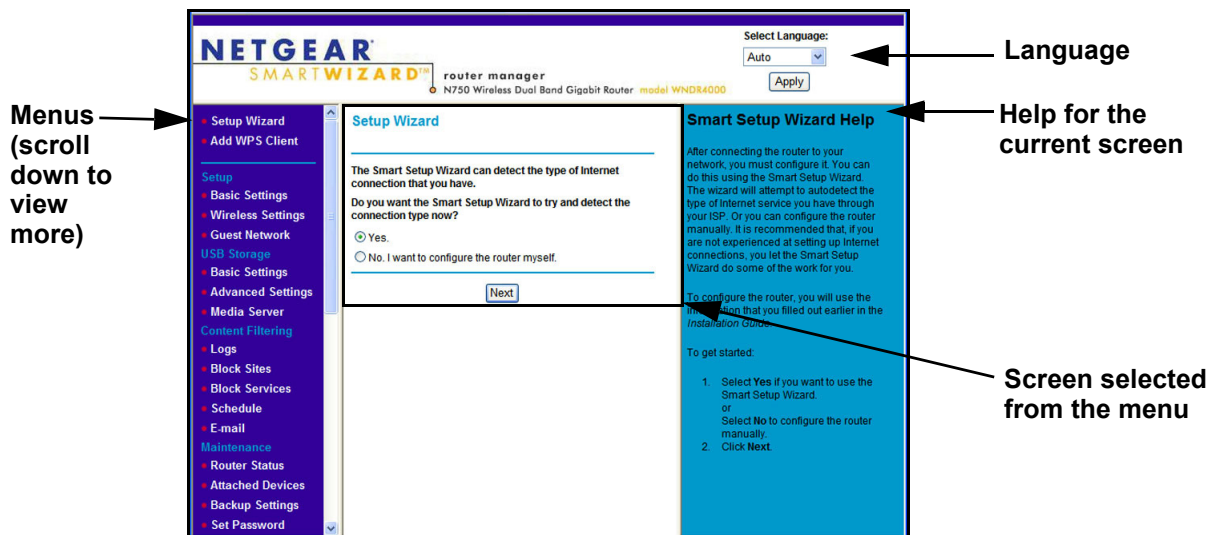 NETGEAR
SMARTWIZARD™
router manager
N750 Wireless Dual Band Gigabit Router model WNDR4000
Select Language:
Auto
Apply
Language
Menus
(scroll
down to
view
more)
Setup Wizard
Add WPS Client
Setup
Basic Settings
Wireless Settings
Guest Network
USB Storage
Basic Settings
Advanced Settings
Media Server
Content Filtering
Logs
Block Sites
Block Services
Schedule
E-mail
Maintenance
Router Status
Attached Devices
Backup Settings
Set Password
Setup Wizard
The Smart Setup Wizard can detect the type of Internet
connection that you have.
Do you want the Smart Setup Wizard to try and detect the
connection type now?
Yes.
No. I want to configure the router myself.
Next
Smart Setup Wizard Help
After connecting the router to your
network, you must configure it. You can
do this using the Smart Setup Wizard.
The wizard will attempt to autodetect the
type of Internet service you have through
your ISP. Or you can configure the router
manually. It is recommended that, if you
are not experienced at setting up Internet
connections, you let the Smart Setup
Wizard do some of the work for you.
To configure the router, you will use the
information that you filled out earlier in the
Installation Guide.
To get started:
1. Select Yes if you want to use the
Smart Setup Wizard.
or
Select No to configure the router
manually.
2. Click Next.
Help for the
current screen
Screen selected
from the menu